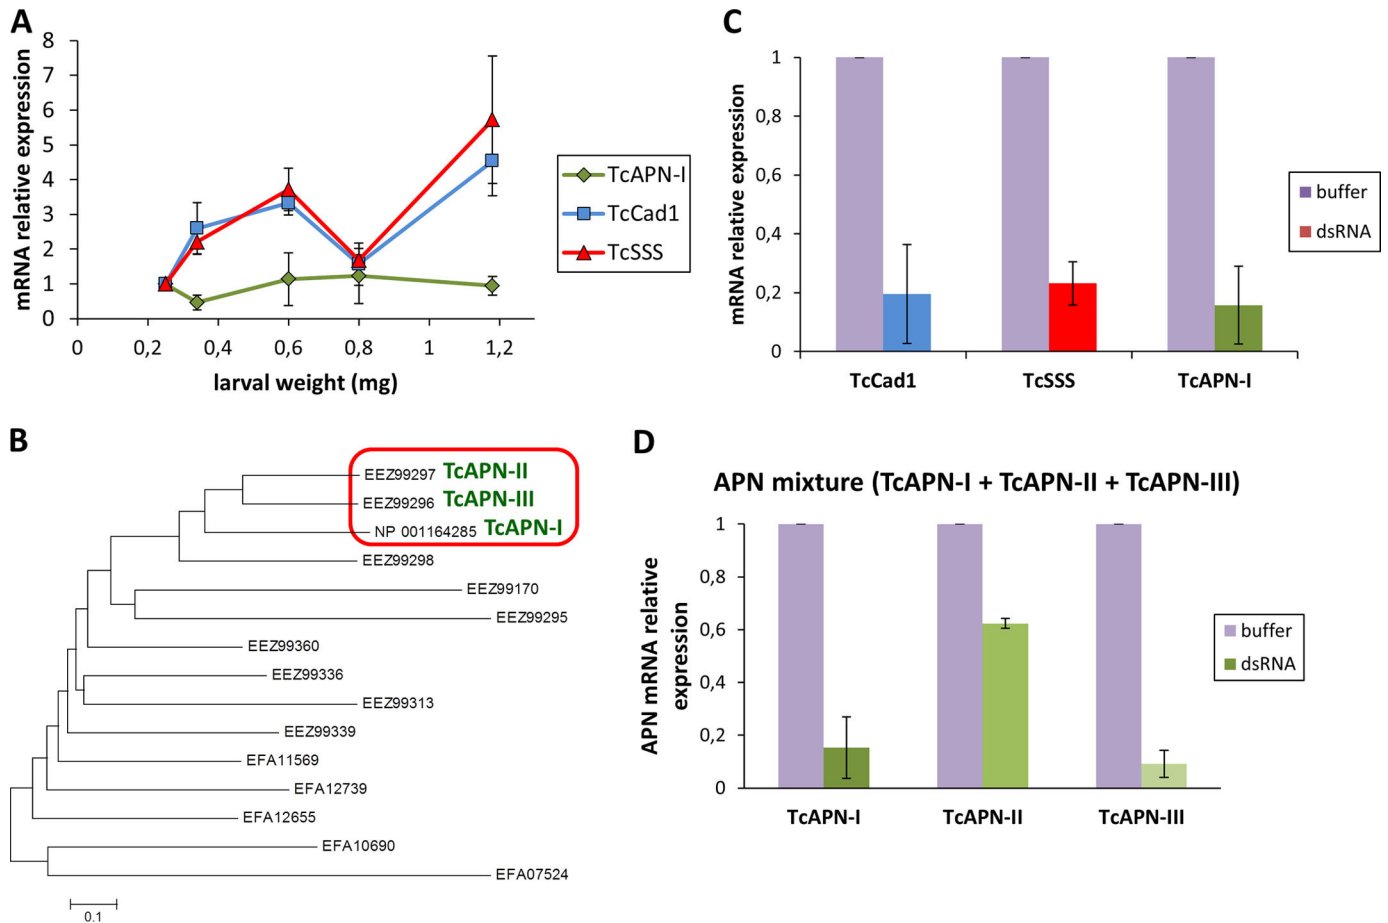 A
mRNA relative expression
8
7
6
5
4
3
2
1
0
0
0,2
0,4
0,6
0,8
1
1,2
larval weight (mg)
TcAPN-I
TcCad1
TcSSS
B
EEZ99297 TcAPN-II
EEZ99296 TcAPN-III
NP 001164285 TcAPN-I
EEZ99298
EEZ99170
EEZ99295
EEZ99360
EEZ99336
EEZ99313
EEZ99339
EFA11569
EFA12739
EFA12655
EFA10690
EFA07524
0.1
C
mRNA relative expression
1
0,8
0,6
0,4
0,2
0
TcCad1
TcSSS
TcAPN-I
buffer
dsRNA
D
APN mixture (TcAPN-I + TcAPN-II + TcAPN-III)
APN mRNA relative
expression
1
0,8
0,6
0,4
0,2
0
TcAPN-I
TcAPN-II
TcAPN-III
buffer
dsRNA